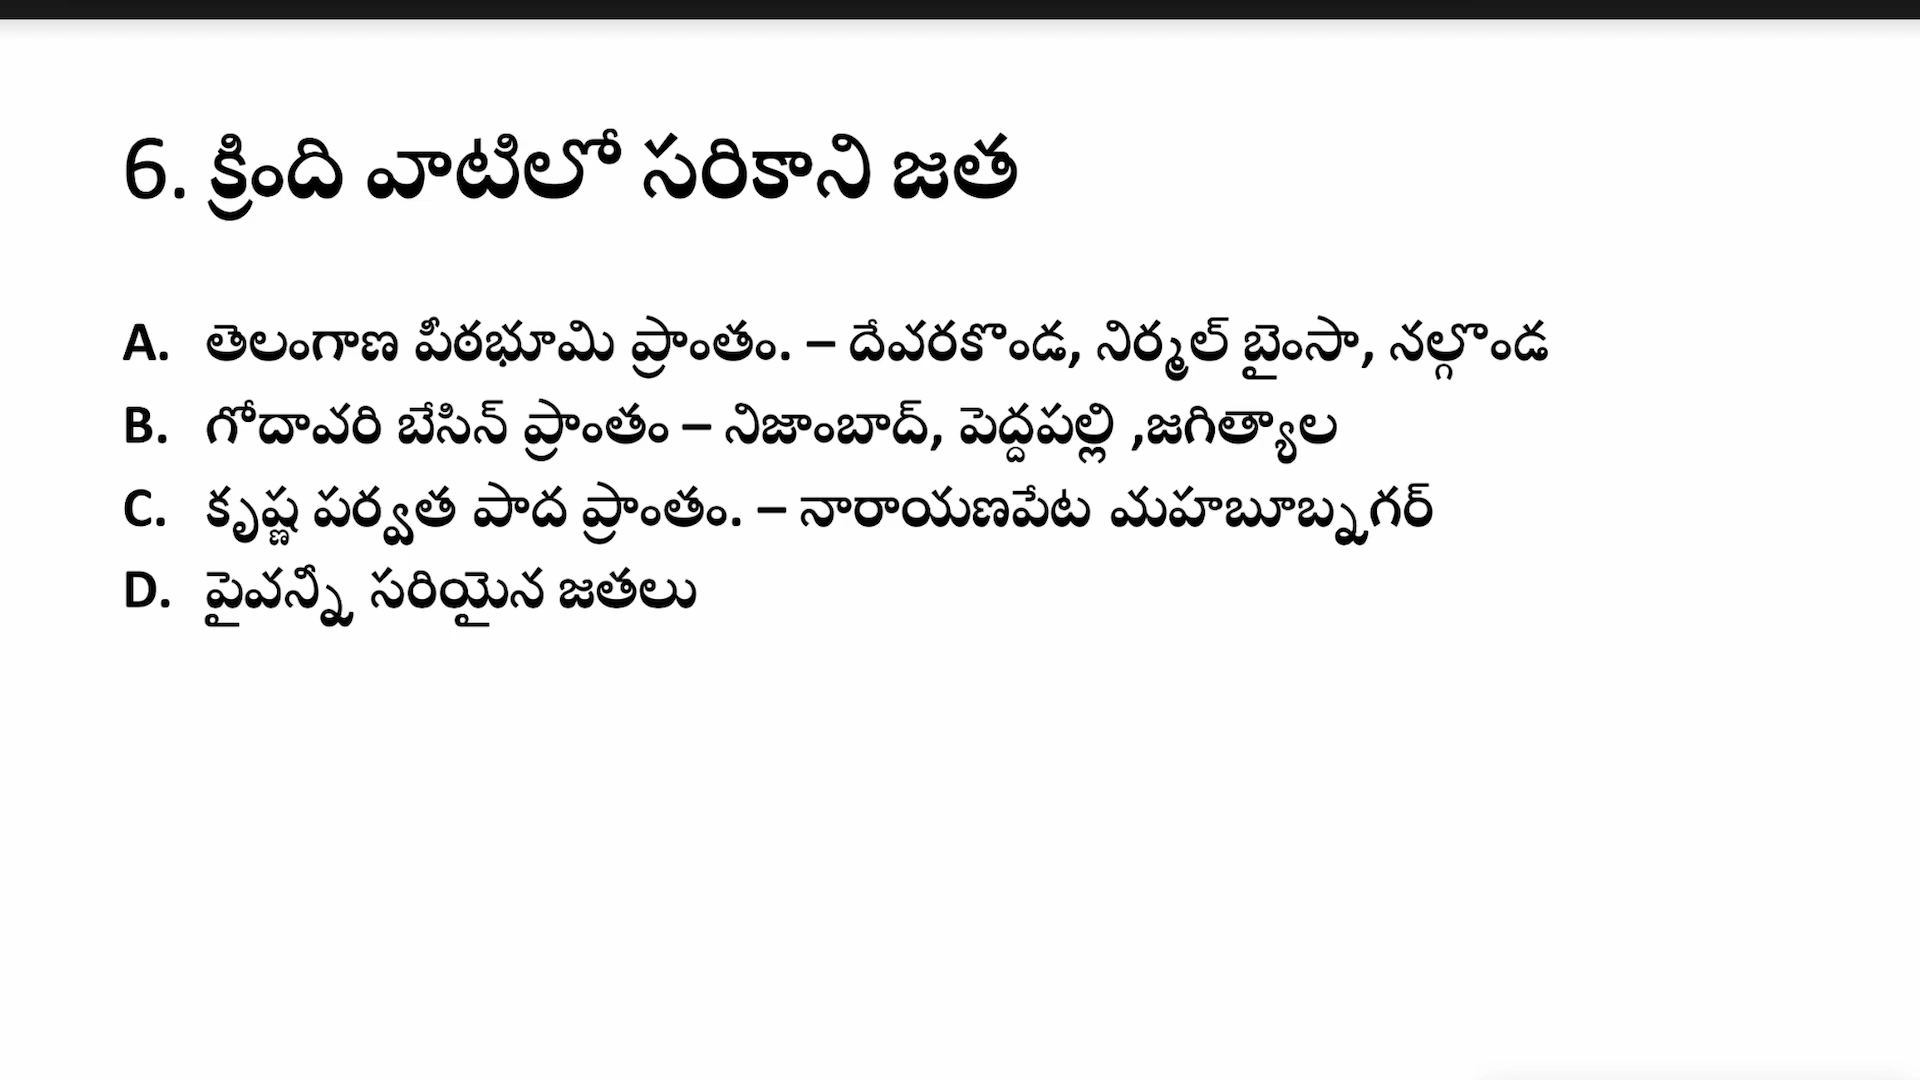 6. క్రింది వాటిలో సరికాని జత
A. తెలంగాణ పీఠభూమి ప్రాంతం. – దేవరకొండ, నిర్మల్ బైంసా, నల్గొండ
B. గోదావరి బేసిన్ ప్రాంతం – నిజాంబాద్, పెద్దపల్లి ,జగిత్యాల
C. కృష్ణ పర్వత పాద ప్రాంతం. – నారాయణపేట మహబూబ్నగర్
D. పైవన్నీ సరియైన జతలు